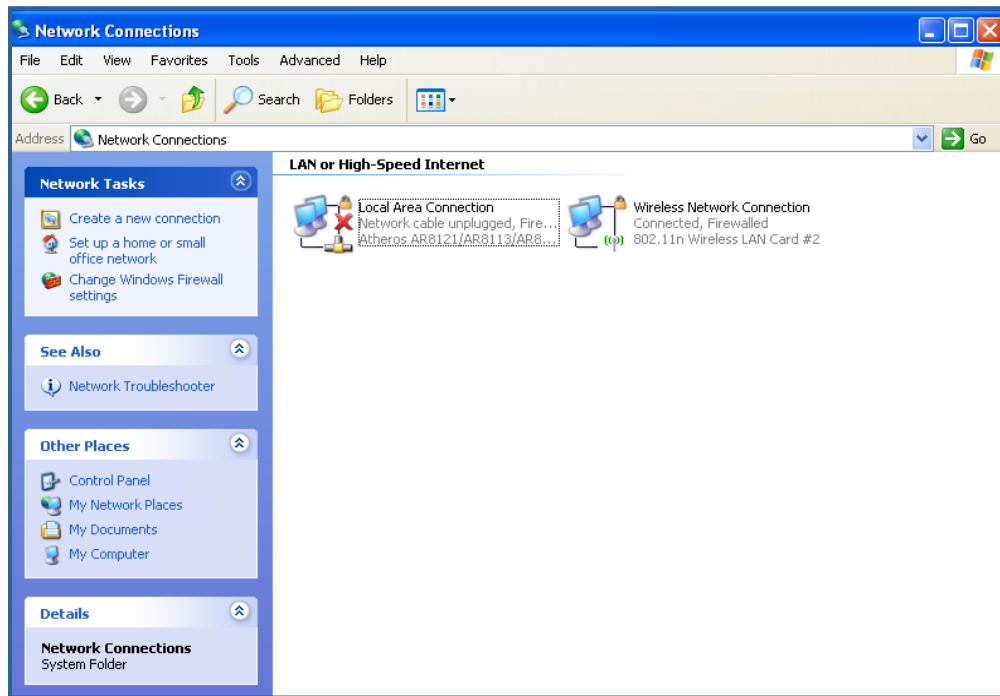 Network Connections
File Edit View Favorites Tools Advanced Help
Back Search Folders
Address Network Connections Go
Network Tasks
Create a new connection
Set up a home or small
office network
Change Windows Firewall
settings
See Also
Network Troubleshooter
Other Places
Control Panel
My Network Places
My Documents
My Computer
Details
Network Connections
System Folder
LAN or High-Speed Internet
Local Area Connection
Network cable unplugged, Fire...
Atheros AR8121/AR8113/AR8...
Wireless Network Connection
Connected, Firewalled
802.11n Wireless LAN Card #2